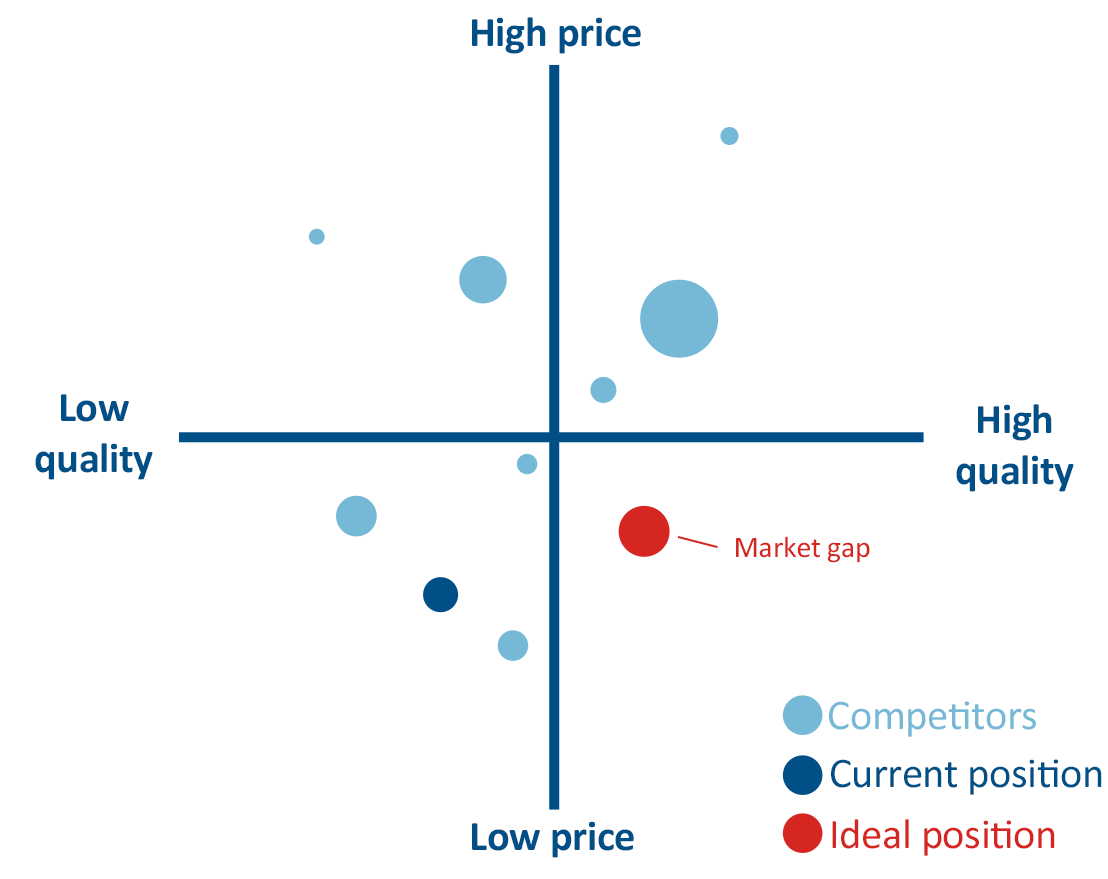 High price
Low
quality
High
quality
Market gap
Competitors
Current position
Ideal position
Low price